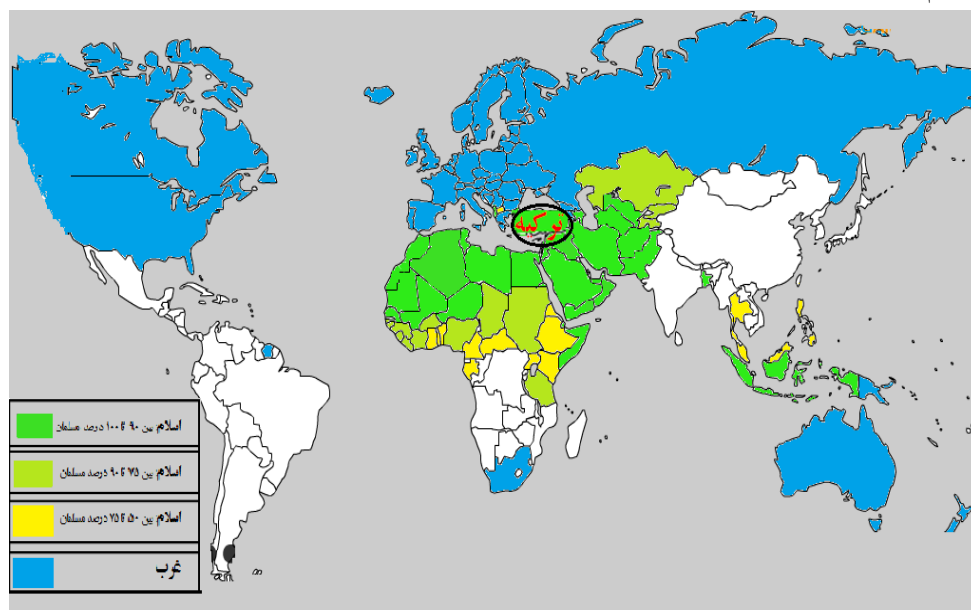 ترکیه
اسلام بین ۹۰ تا ۱۰۰ درصد مسلمان
اسلام بین ۷۵ تا ۹۰ درصد مسلمان
اسلام بین ۵۰ تا ۷۵ درصد مسلمان
غرب